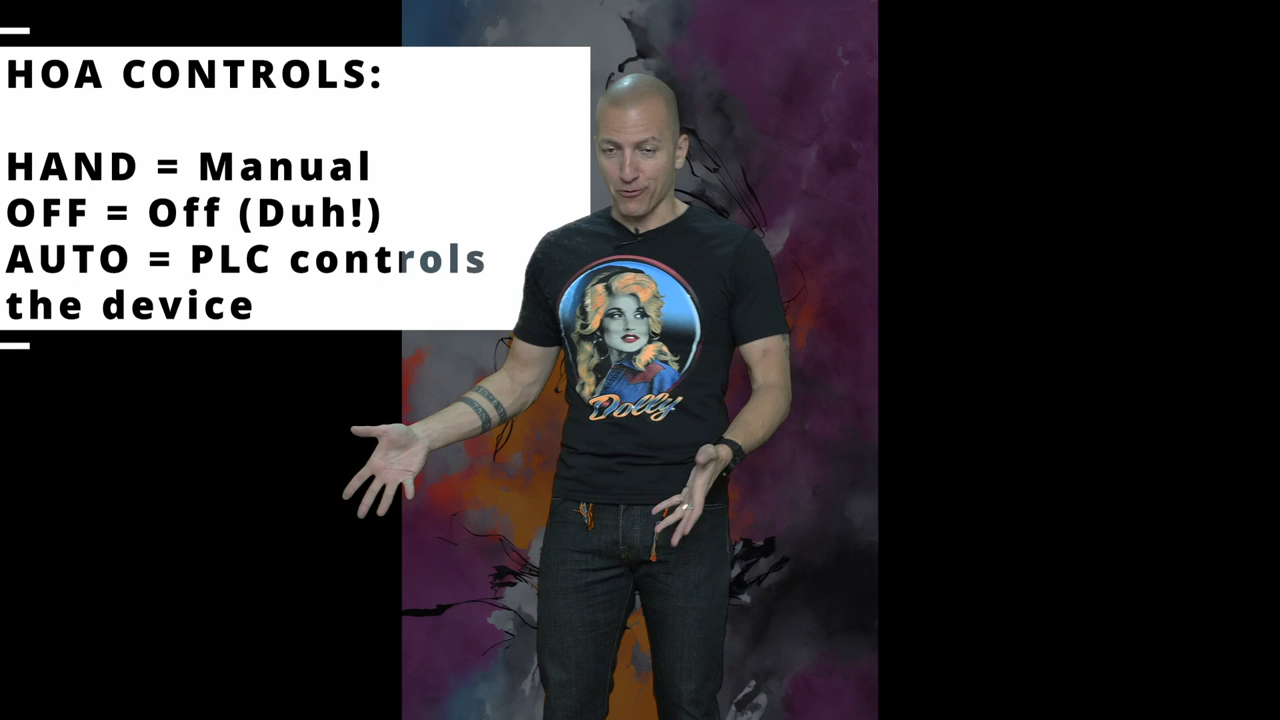 HOA CONTROLS:
HAND = Manual
OFF = Off (Duh!)
AUTO = PLC controls
the device
Dolly